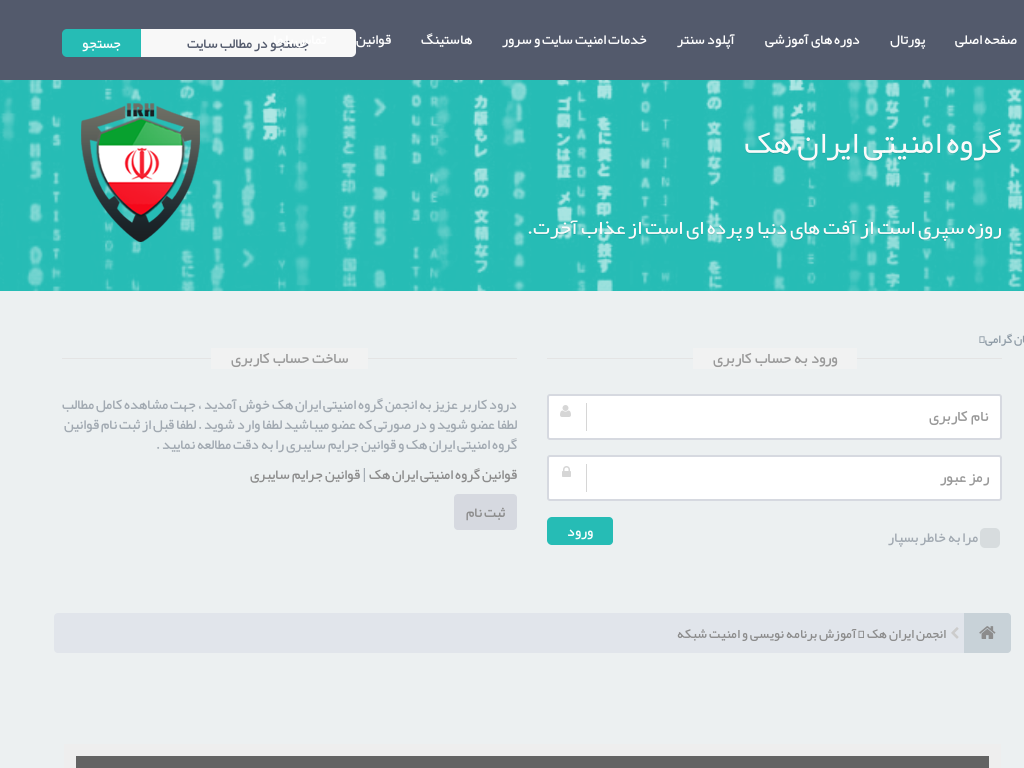 صفحه اصلی
پورتال
دوره های آموزشی
آپلود سنتر
خدمات امنیت سایت و سرور
هاستینگ
قوانین
جستجو در مطالب سایت
جستجو
IRH
گروه امنیتی ایران هک
روزه سپری است از آفت های دنیا و پرده ای است از عذاب آخرت.
ان گرامی
ورود به حساب کاربری
نام کاربری
رمز عبور
مرا به خاطر بسپار
ورود
ساخت حساب کاربری
درود کاربر عزیز به انجمن گروه امنیتی ایران هک خوش آمدید ، جهت مشاهده کامل مطالب
لطفا عضو شوید و در صورتی که عضو میباشید لطفا وارد شوید . لطفا قبل از ثبت نام قوانین
گروه امنیتی ایران هک و قوانین جرایم سایبری را به دقت مطالعه نمایید .
قوانین گروه امنیتی ایران هک | قوانین جرایم سایبری
ثبت نام
انجمن ایران هک آموزش برنامه نویسی و امنیت شبکه